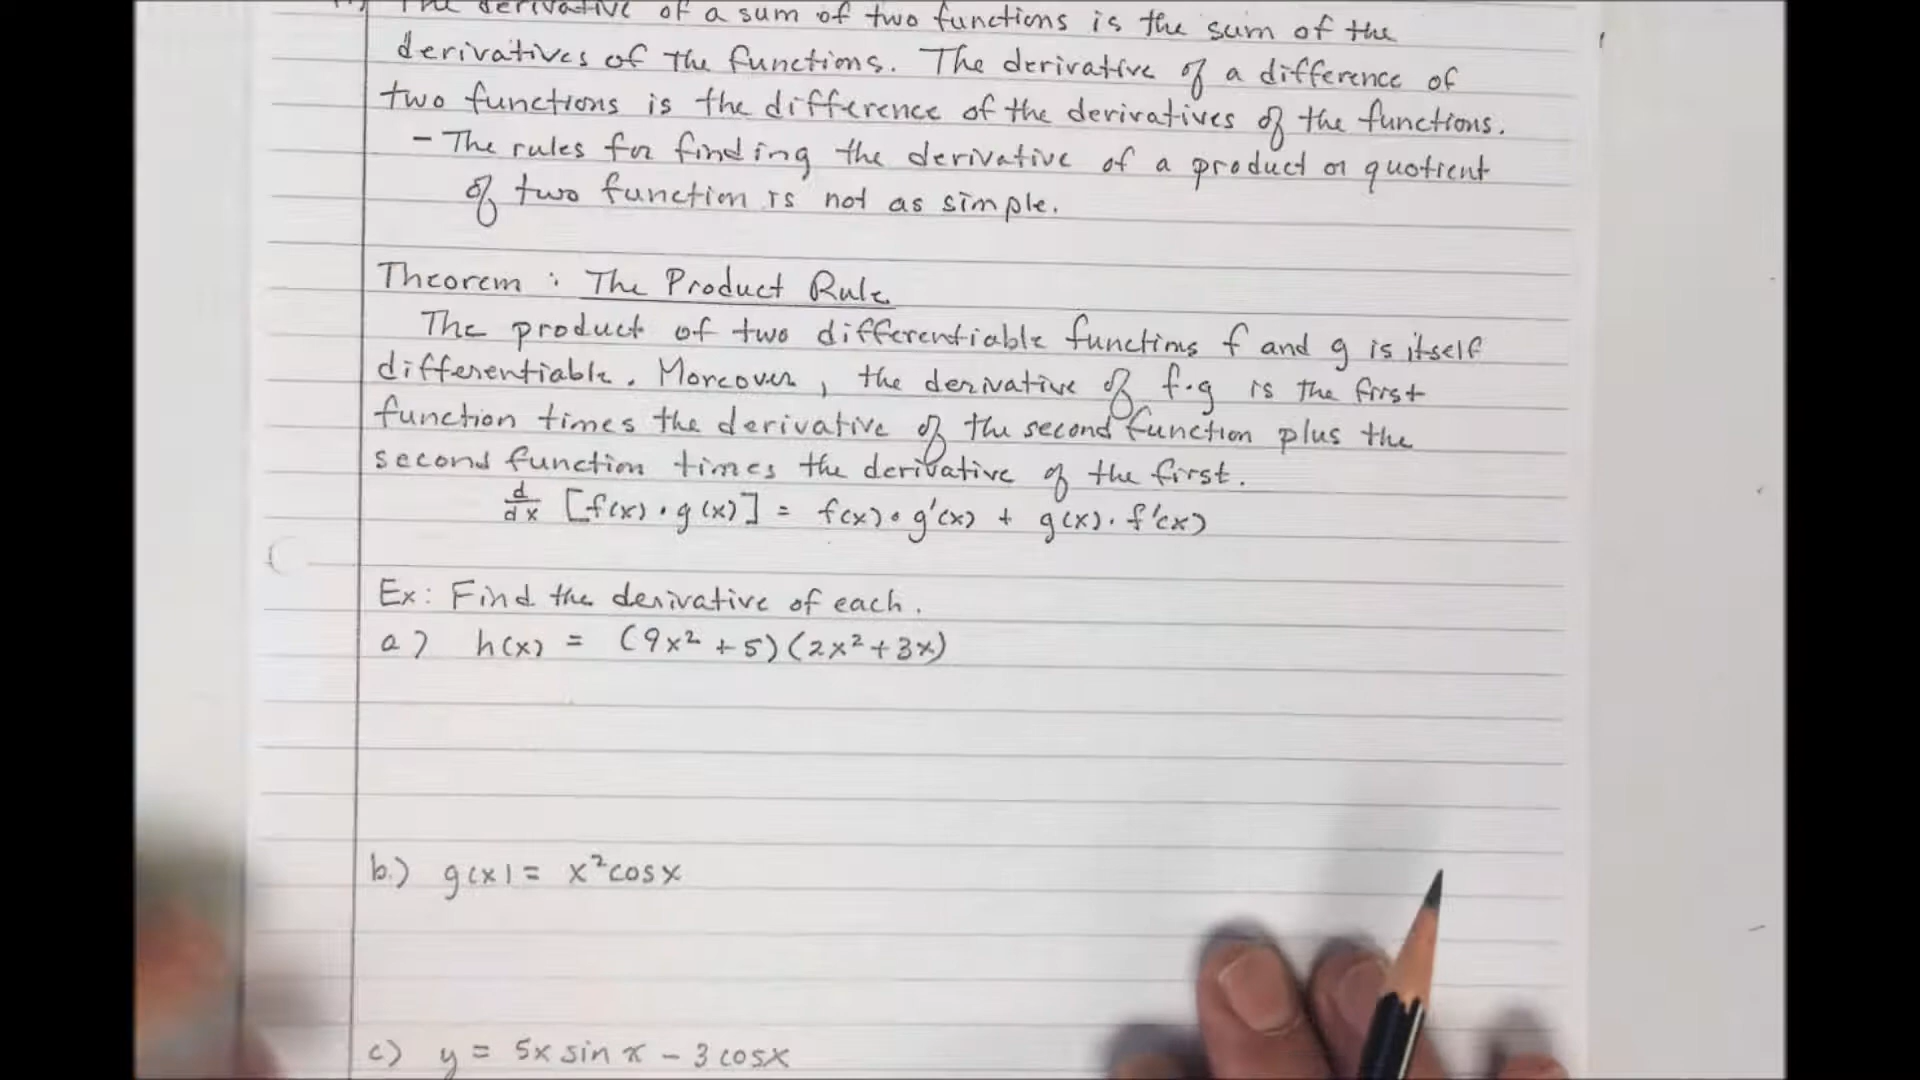 The derivative of a sum of two functions is the sum of the
derivatives of the functions. The derivative of a difference of
two functions is the difference of the derivatives of the functions.
- The rules for finding the derivative of a product or quotient
of two function is not as simple.
Theorem : The Product Rule
The product of two differentiable functions f and g is itself
differentiable. Moreover, the derivative of f·g is the first
function times the derivative of the second function plus the
second function times the derivative of the first.
d/dx [f(x)·g(x)] = f(x)·g'(x) + g(x)·f'(x)
Ex: Find the derivative of each.
a) h(x) = (9x² + 5)(2x² + 3x)
b.) g(x) = x² cos x
c) y = 5x sin x - 3 cos x